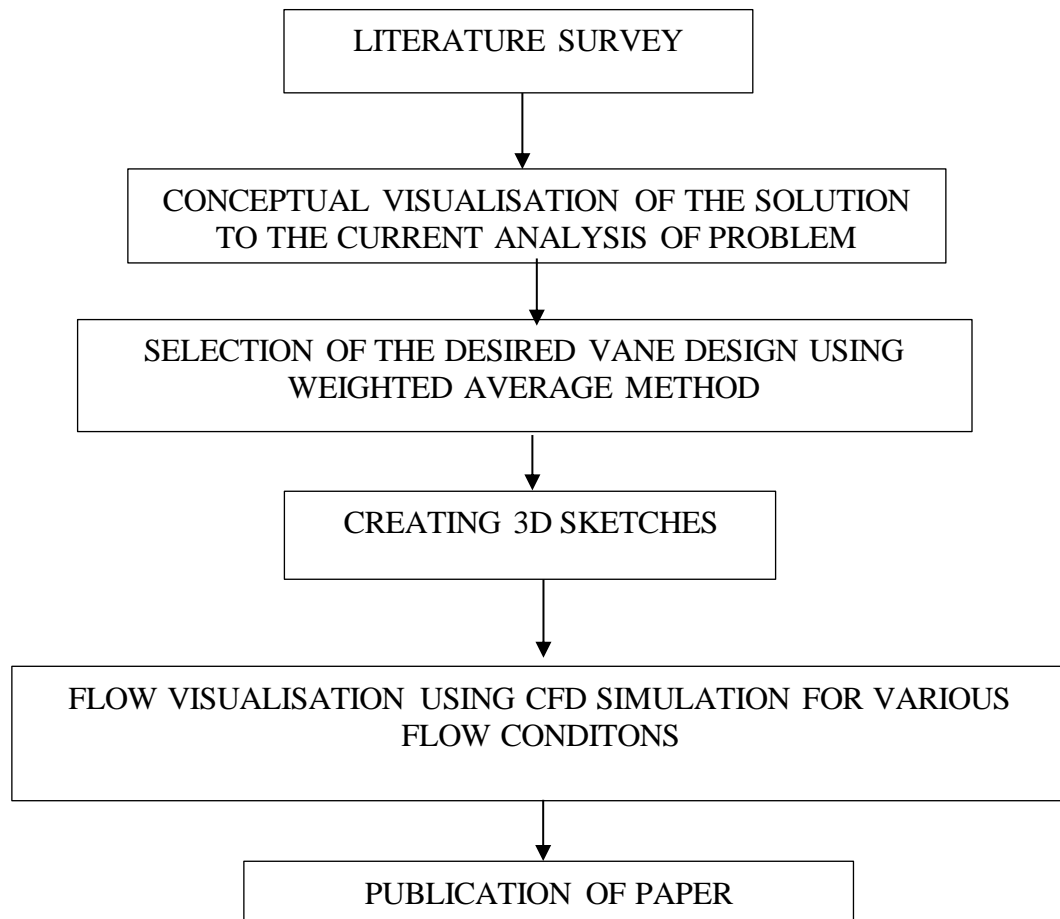 LITERATURE SURVEY
CONCEPTUAL VISUALISATION OF THE SOLUTION
TO THE CURRENT ANALYSIS OF PROBLEM
SELECTION OF THE DESIRED VANE DESIGN USING
WEIGHTED AVERAGE METHOD
CREATING 3D SKETCHES
FLOW VISUALISATION USING CFD SIMULATION FOR VARIOUS
FLOW CONDITONS
PUBLICATION OF PAPER